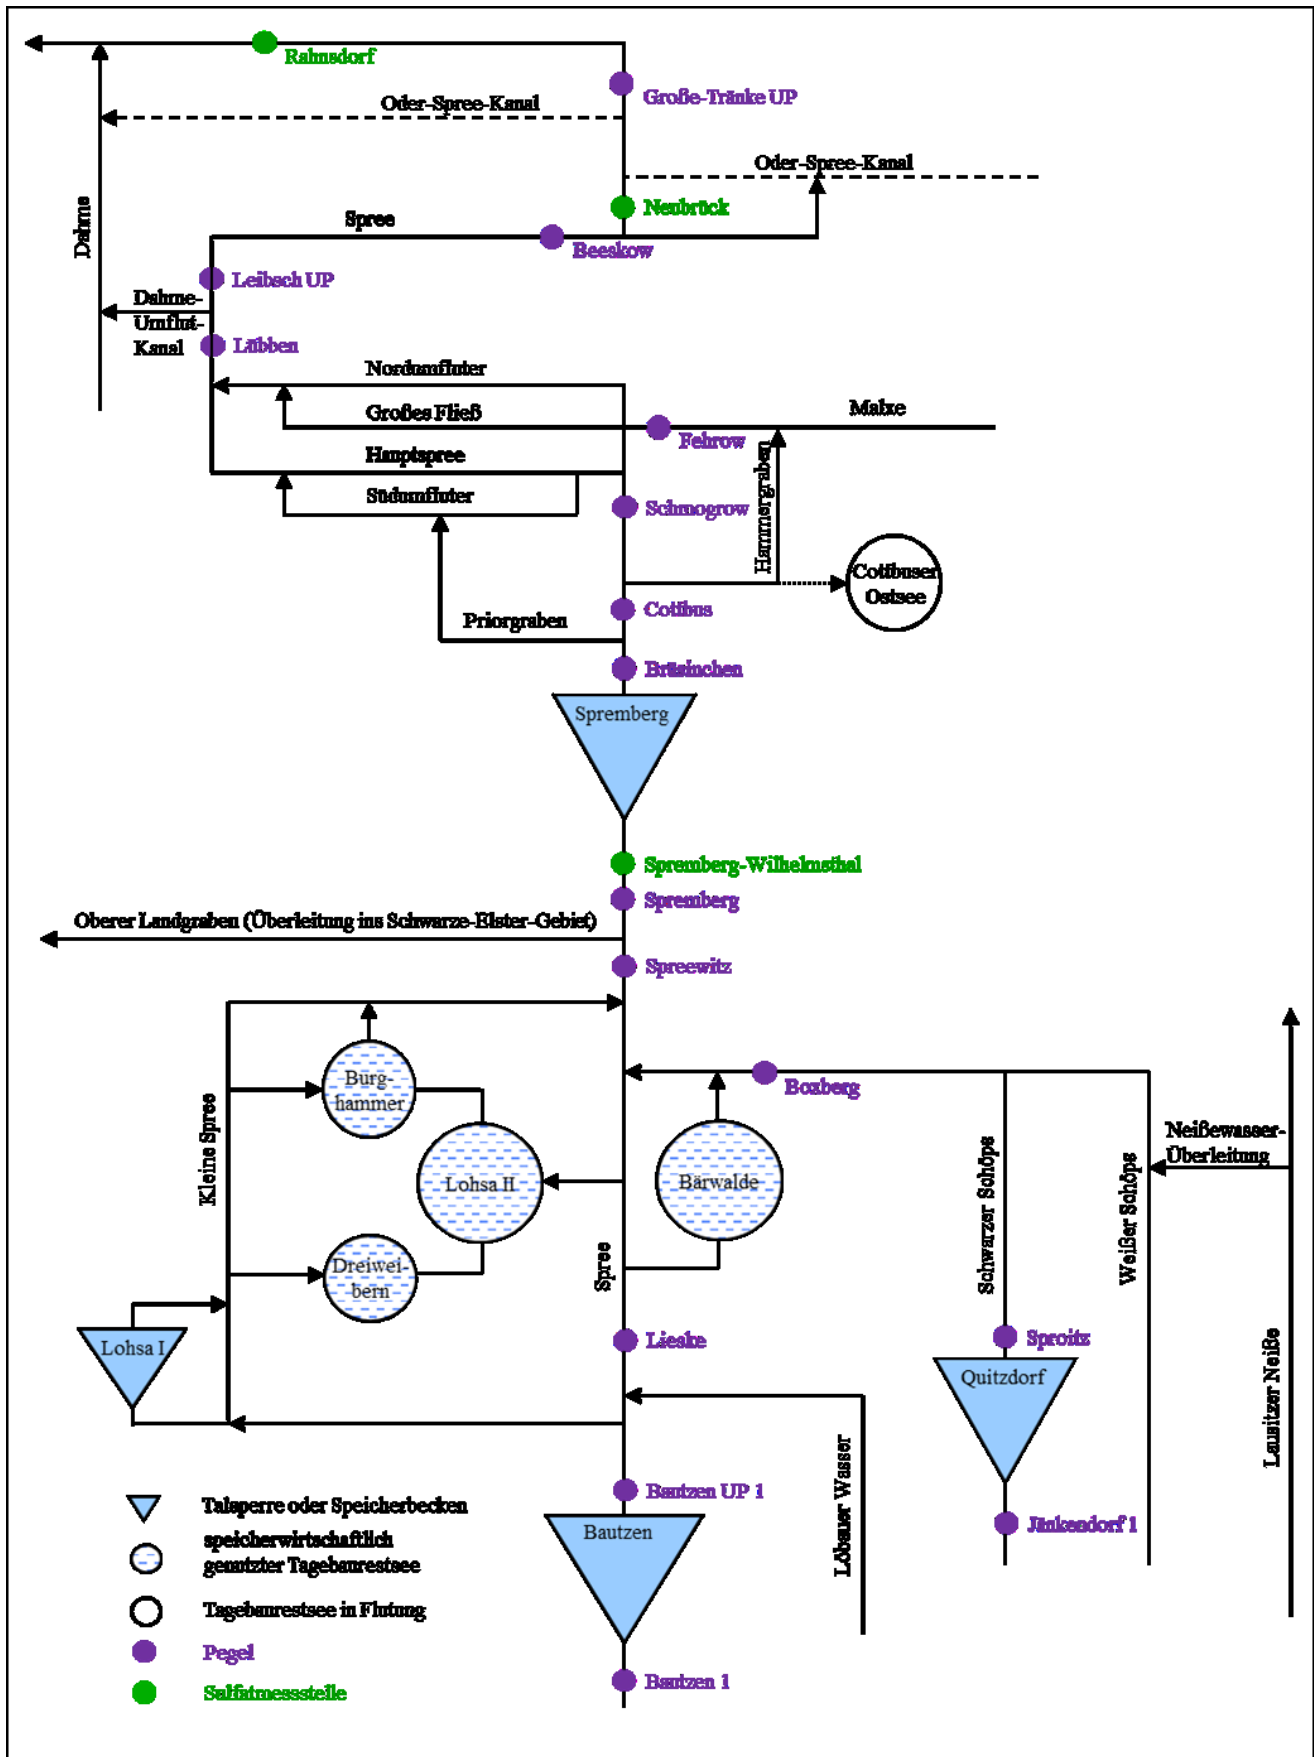 Rahnsdorf
Große-Tränke UP
Oder-Spree-Kanal
Oder-Spree-Kanal
Dahme
Neubrück
Spree
Beeskow
Leibsch UP
Dahme-
Umflut-
Kanal
Lübben
Nordumfluter
Großes Fließ
Malxe
Fehrow
Hauptspree
Hammergraben
Südumfluter
Schmogrow
Cottbuser
Ostsee
Cottbus
Priorgraben
Bräsinchen
Spremberg
Spremberg-Wilhelmsthal
Spremberg
Oberer Landgraben (Überleitung ins Schwarze-Elster-Gebiet)
Spreewitz
Kleine Spree
Burg-
hammer
Boxberg
Neißewasser-
Überleitung
Lohsa II
Bärwalde
Schwarzer Schöps
Weißer Schöps
Dreiwei-
bern
Spree
Lohsa I
Lieske
Sproitz
Quitzdorf
Lausitzer Neiße
Löbauer Wasser
Bautzen UP 1
Bautzen
Jänkendorf 1
Talsperre oder Speicherbecken
speicherwirtschaftlich
genutzter Tagebaurestsee
Tagebaurestsee in Flutung
Pegel
Sulfatmessstelle
Bautzen 1